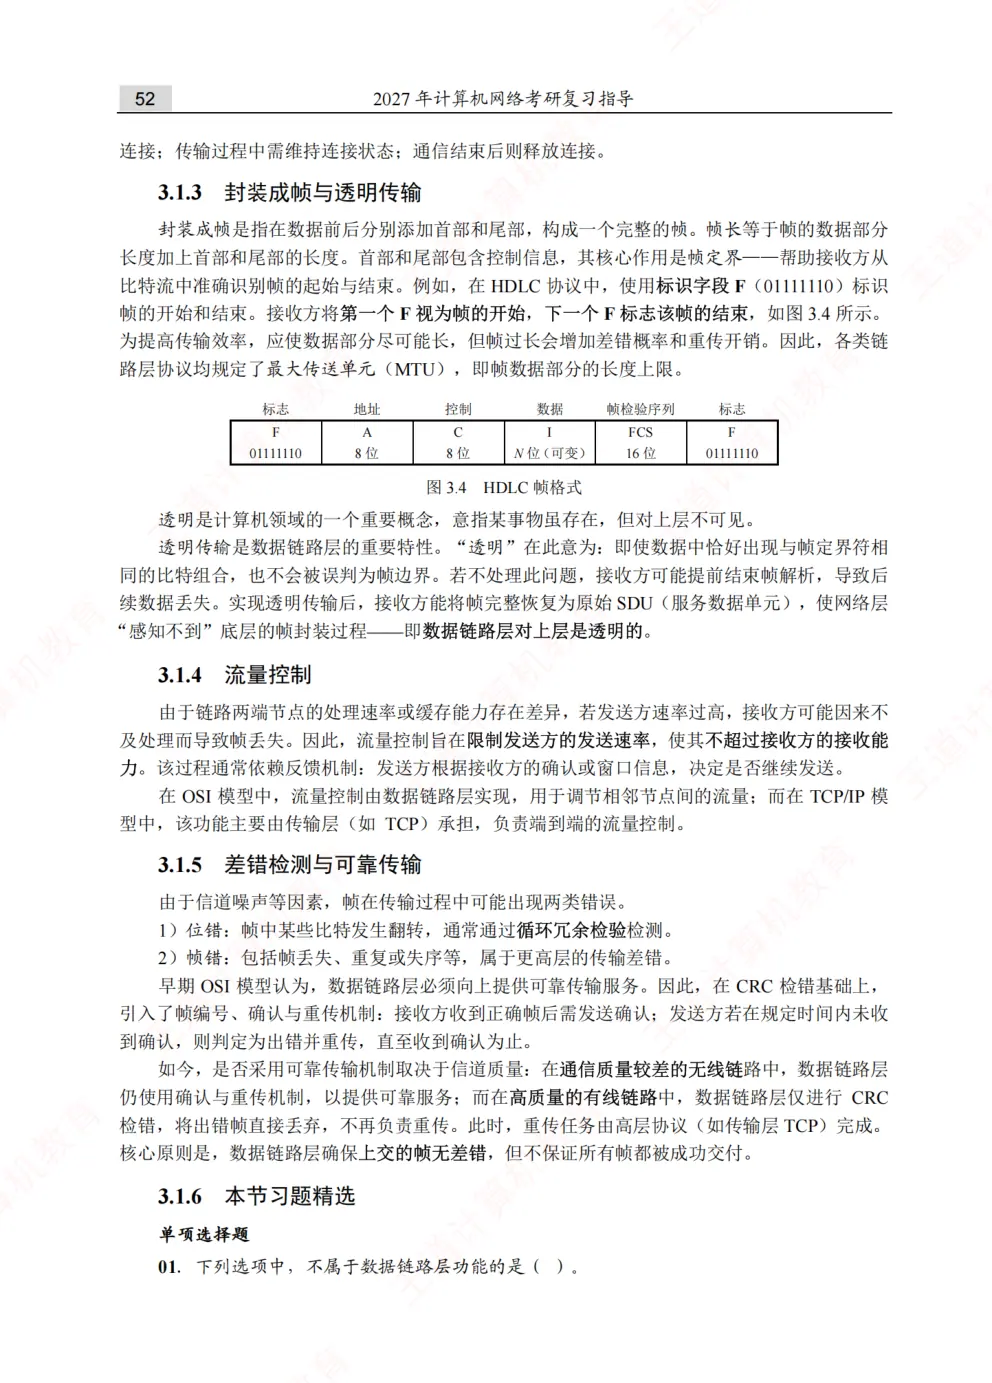 52
2027 年计算机网络考研复习指导
连接；传输过程中需维持连接状态；通信结束后则释放连接。
3.1.3 封装成帧与透明传输
封装成帧是指在数据前后分别添加首部和尾部，构成一个完整的帧。帧长等于帧的数据部分
长度加上首部和尾部的长度。首部和尾部包含控制信息，其核心作用是帧定界——帮助接收方从
比特流中准确识别帧的起始与结束。例如，在 HDLC 协议中，使用标识字段 F（01111110）标识
帧的开始和结束。接收方将第一个 F 视为帧的开始，下一个 F 标志该帧的结束，如图 3.4 所示。
为提高传输效率，应使数据部分尽可能长，但帧过长会增加差错概率和重传开销。因此，各类链
路层协议均规定了最大传送单元（MTU），即帧数据部分的长度上限。
标志 地址 控制 数据 帧检验序列 标志
F A C I FCS F
01111110 8 位 8 位 N 位（可变） 16 位 01111110
图 3.4 HDLC 帧格式
透明是计算机领域的一个重要概念，意指某事物虽存在，但对上层不可见。
透明传输是数据链路层的重要特性。“透明”在此意为：即使数据中恰好出现与帧定界符相
同的比特组合，也不会被误判为帧边界。若不处理此问题，接收方可能提前结束帧解析，导致后
续数据丢失。实现透明传输后，接收方能将帧完整恢复为原始 SDU（服务数据单元），使网络层
“感知不到”底层的帧封装过程——即数据链路层对上层是透明的。
3.1.4 流量控制
由于链路两端节点的处理速率或缓存能力存在差异，若发送方速率过高，接收方可能因来不
及处理而导致帧丢失。因此，流量控制旨在限制发送方的发送速率，使其不超过接收方的接收能
力。该过程通常依赖反馈机制：发送方根据接收方的确认或窗口信息，决定是否继续发送。
在 OSI 模型中，流量控制由数据链路层实现，用于调节相邻节点间的流量；而在 TCP/IP 模
型中，该功能主要由传输层（如 TCP）承担，负责端到端的流量控制。
3.1.5 差错检测与可靠传输
由于信道噪声等因素，帧在传输过程中可能出现两类错误。
1）位错：帧中某些比特发生翻转，通常通过循环冗余检验检测。
2）帧错：包括帧丢失、重复或失序等，属于更高层的传输差错。
早期 OSI 模型认为，数据链路层必须向上提供可靠传输服务。因此，在 CRC 检错基础上，
引入了帧编号、确认与重传机制：接收方收到正确帧后需发送确认；发送方若在规定时间内未收
到确认，则判定为出错并重传，直至收到确认为止。
如今，是否采用可靠传输机制取决于信道质量：在通信质量较差的无线链路中，数据链路层
仍使用确认与重传机制，以提供可靠服务；而在高质量的有线链路中，数据链路层仅进行 CRC
检错，将出错帧直接丢弃，不再负责重传。此时，重传任务由高层协议（如传输层 TCP）完成。
核心原则是，数据链路层确保上交的帧无差错，但不保证所有帧都被成功交付。
3.1.6 本节习题精选
单项选择题
01. 下列选项中，不属于数据链路层功能的是（ ）。